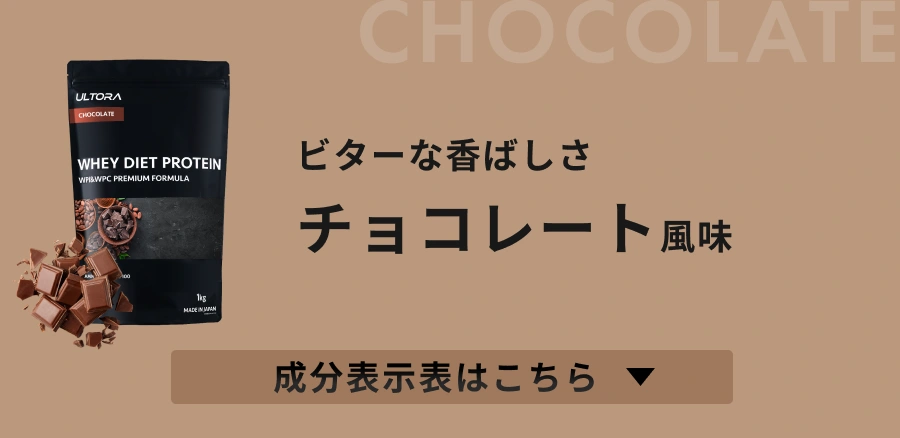 CHOCOLATE
ULTORA
CHOCOLATE
WHEY DIET PROTEIN
WPI&WPC PREMIUM FORMULA
1kg
MADE IN JAPAN
ビターな香ばしさ
チョコレート風味
成分表示表はこちら ▼